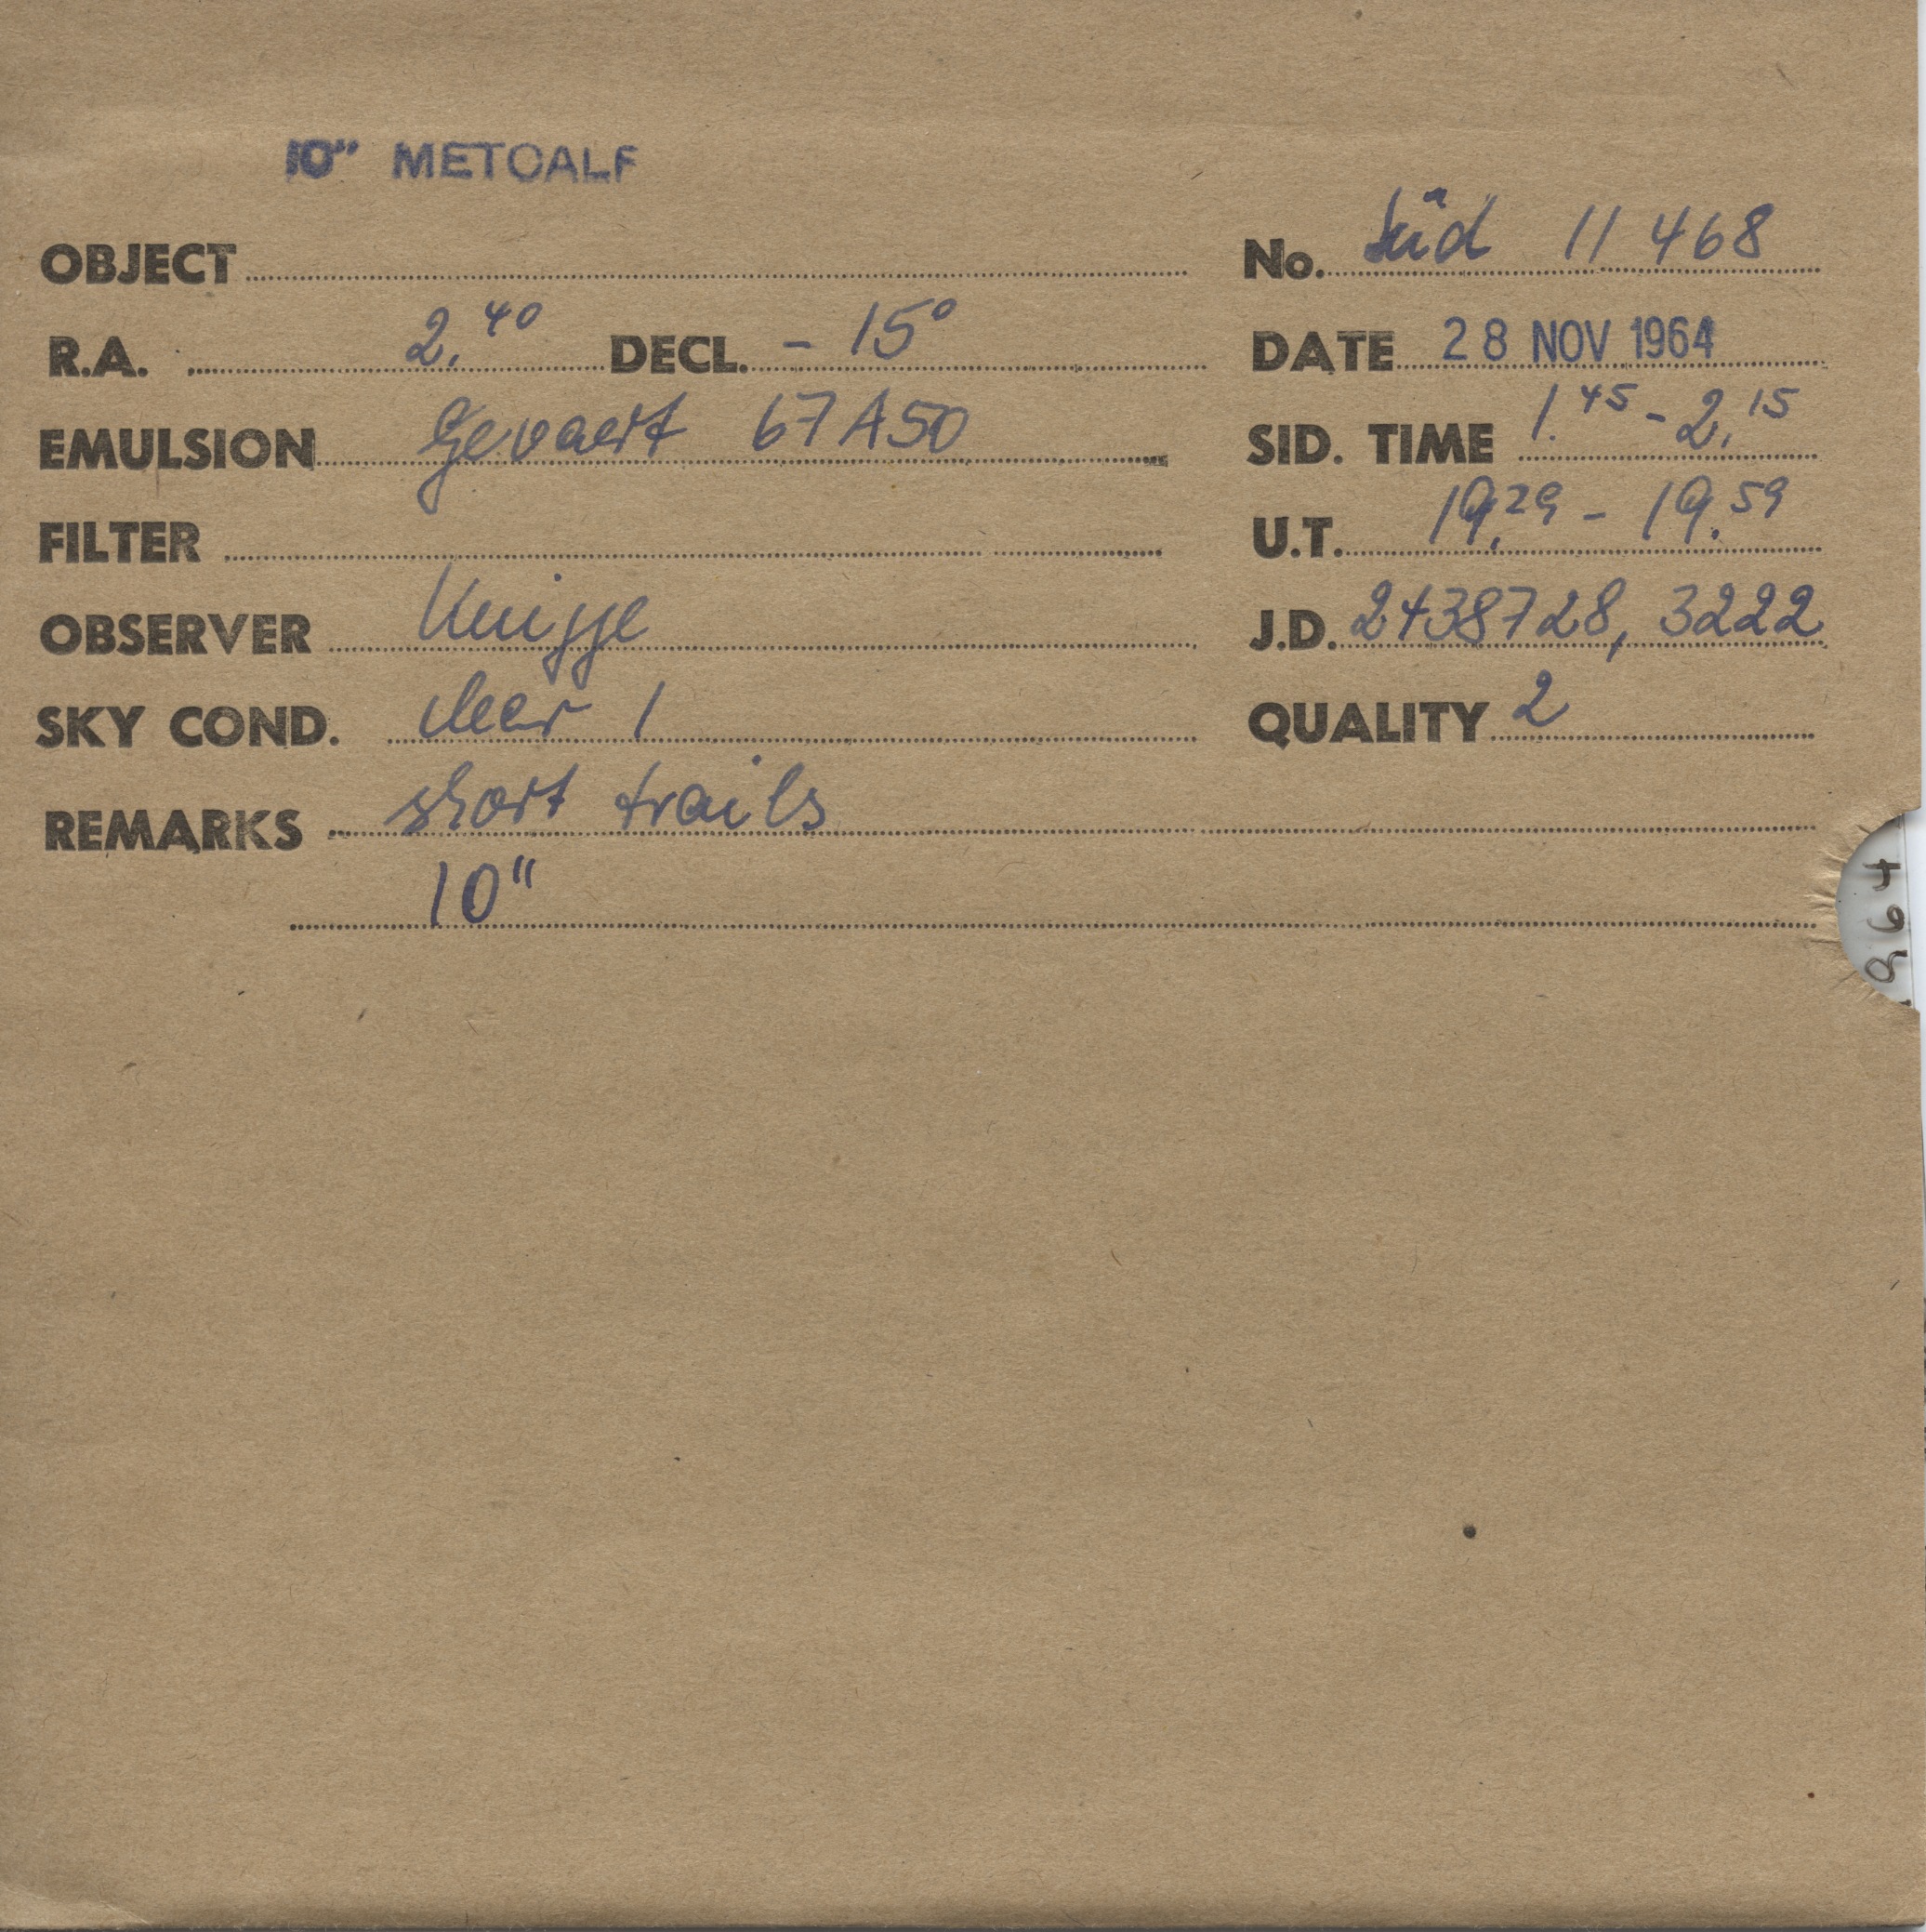 10" METCALF
OBJECT No. Süd 11 468
R.A. 2.40 DECL. - 15° DATE 28 NOV 1964
EMULSION Gevaert 67A50 SID. TIME 1.45 - 2.15
FILTER U.T. 19.29 - 19.59
OBSERVER Knigge J.D. 2438728, 3222
SKY COND. clear 1 QUALITY 2
REMARKS short trails
10"
964